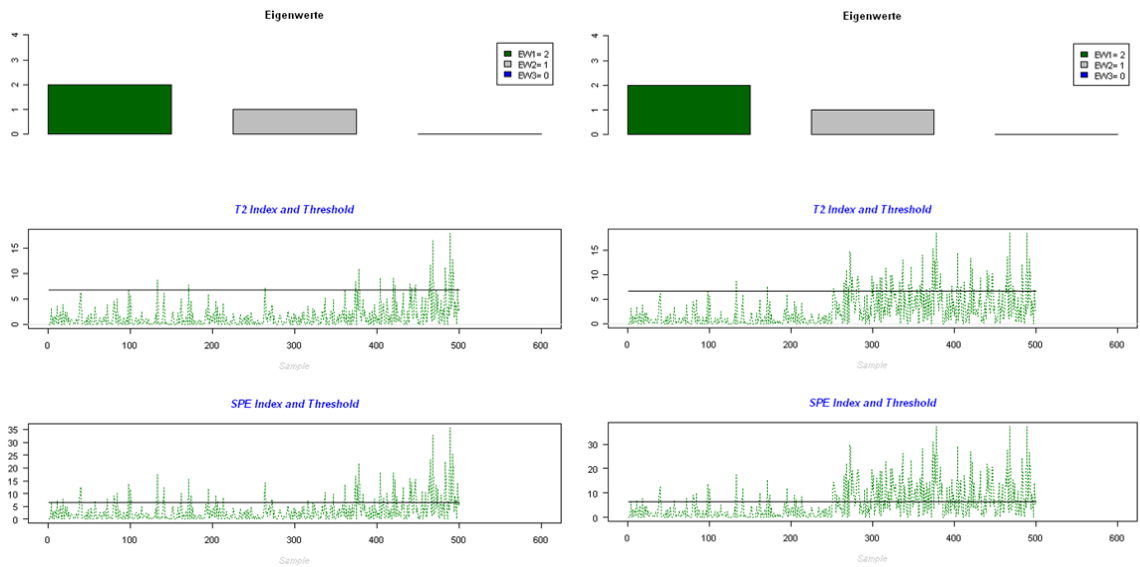 Eigenwerte
4
3
2
1
0
EW1= 2
EW2= 1
EW3= 0
T2 Index and Threshold
15
10
5
0
0 100 200 300 400 500 600
Sample
SPE Index and Threshold
35
30
25
20
15
10
5
0
0 100 200 300 400 500 600
Sample
Eigenwerte
4
3
2
1
0
EW1= 2
EW2= 1
EW3= 0
T2 Index and Threshold
15
10
5
0
0 100 200 300 400 500 600
Sample
SPE Index and Threshold
30
20
10
0
0 100 200 300 400 500 600
Sample